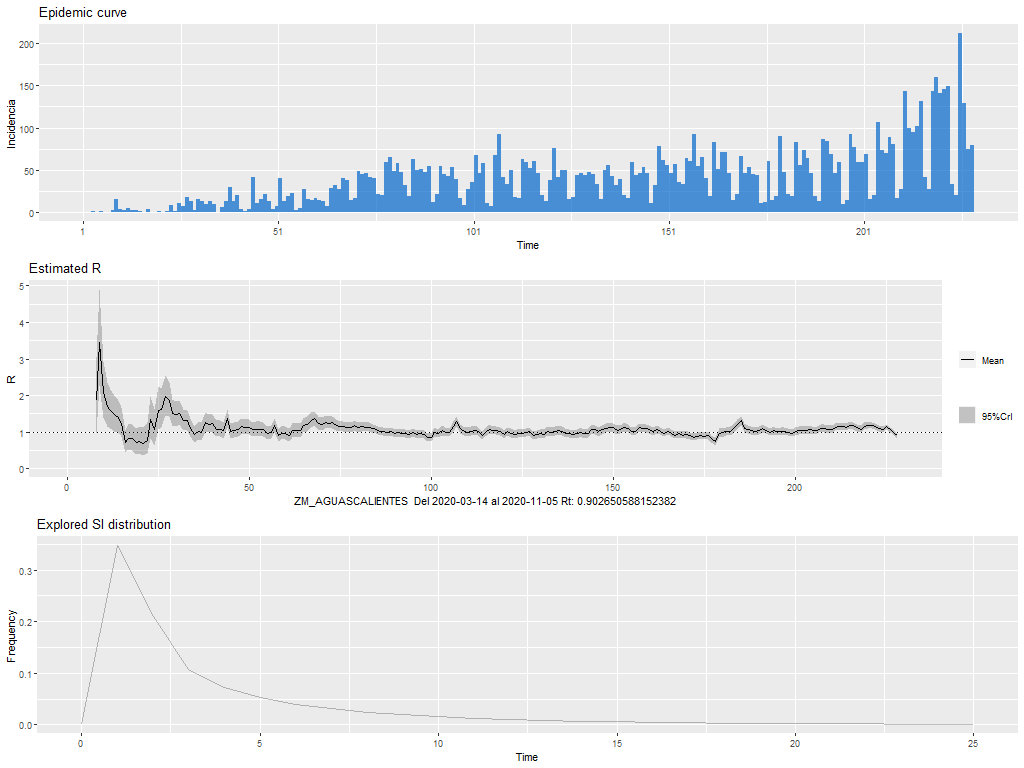 Epidemic curve
200
150
100
50
0
Incidencia
1
51
101
151
201
Time
Estimated R
5
4
3
2
1
0
R
0
50
100
150
200
ZM_AGUASCALIENTES Del 2020-03-14 al 2020-11-05 Rt: 0.902650588152382
Mean
95%CrI
Explored SI distribution
0.3
0.2
0.1
0.0
Frequency
0
5
10
15
20
25
Time